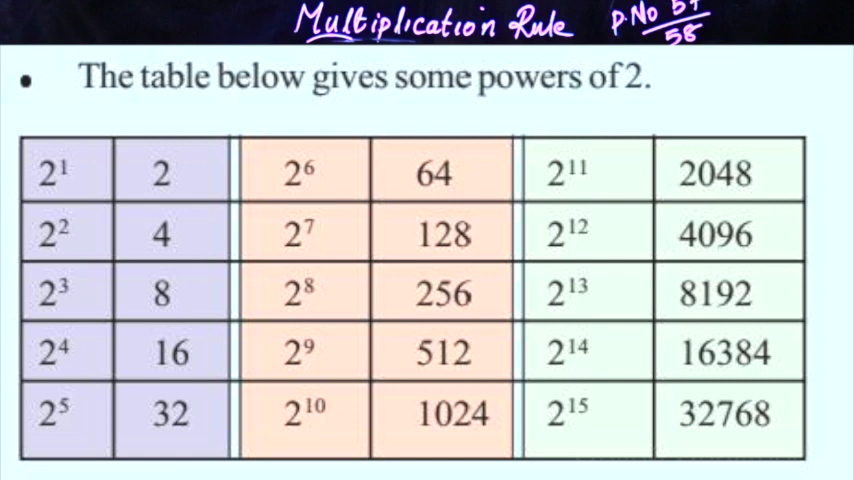 Multiplication Rule P.No 57/58
• The table below gives some powers of 2.
2¹ 2 2⁶ 64 2¹¹ 2048
2² 4 2⁷ 128 2¹² 4096
2³ 8 2⁸ 256 2¹³ 8192
2⁴ 16 2⁹ 512 2¹⁴ 16384
2⁵ 32 2¹⁰ 1024 2¹⁵ 32768